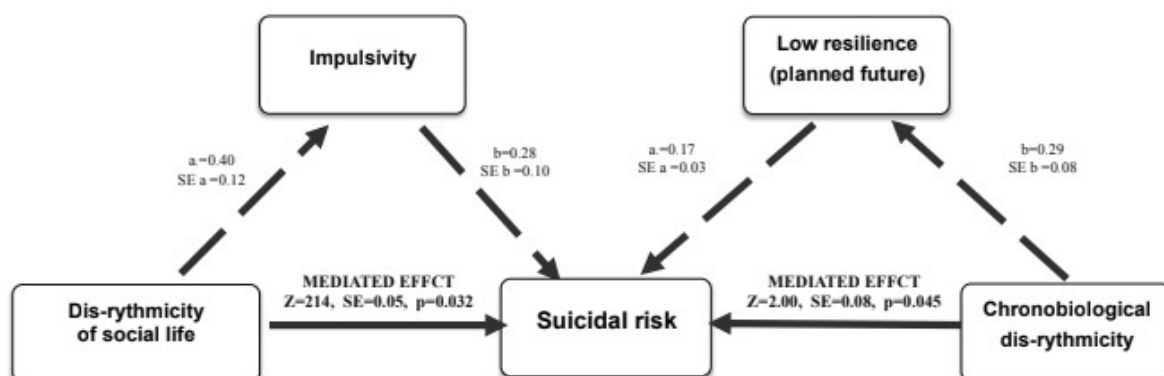 Impulsivity
Low resilience
(planned future)
a.=0.40
SE a =0.12
b=0.28
SE b =0.10
a.=0.17
SE a =0.03
b=0.29
SE b =0.08
MEDIATED EFFCT
Z=214, SE=0.05, p=0.032
MEDIATED EFFCT
Z=2.00, SE=0.08, p=0.045
Dis-rythmicity
of social life
Suicidal risk
Chronobiological
dis-rythmicity